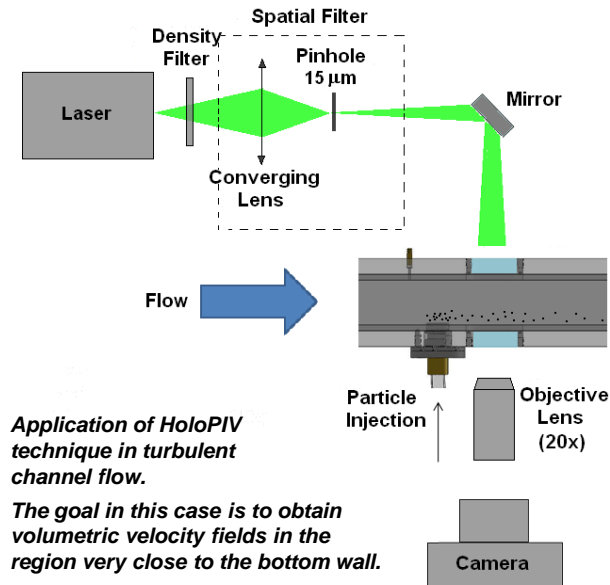 Spatial Filter
Density
Filter
Pinhole
15 μm
Laser
Mirror
Converging
Lens
Flow
Particle
Injection
Objective
Lens
(20x)
Application of HoloPIV
technique in turbulent
channel flow.
The goal in this case is to obtain
volumetric velocity fields in the
region very close to the bottom wall.
Camera